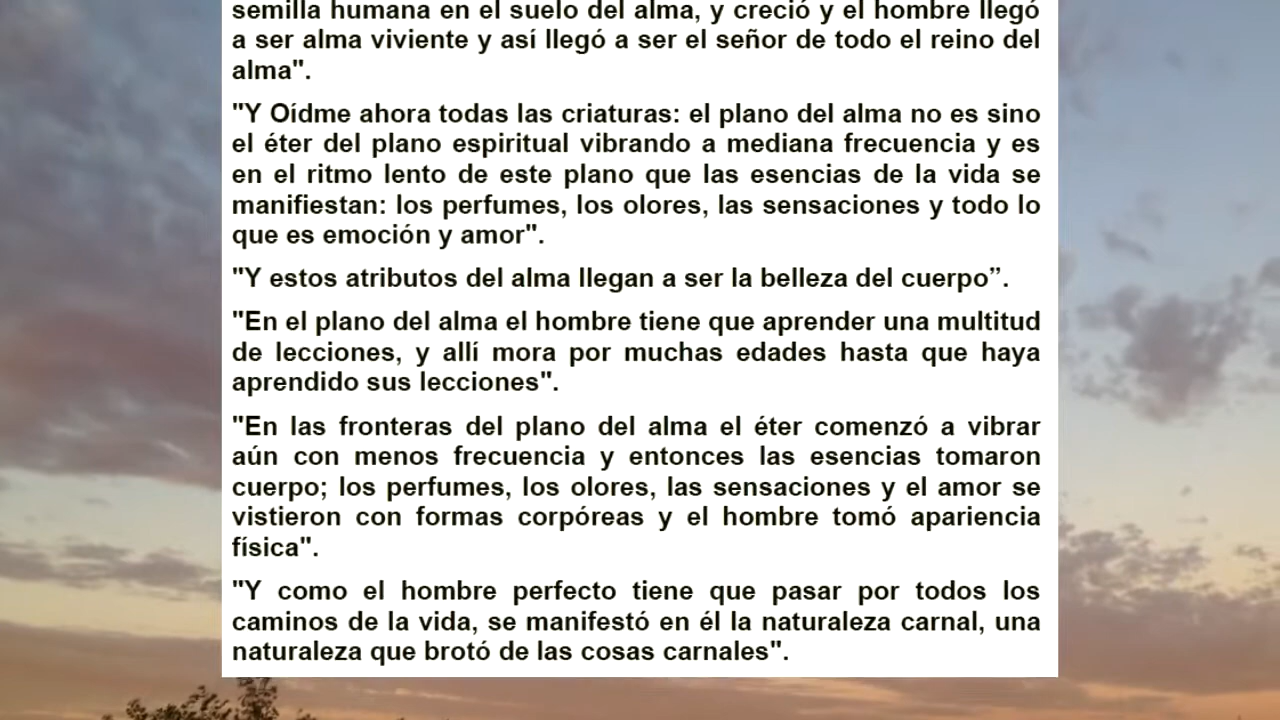 semilla humana en el suelo del alma, y creció y el hombre llegó
a ser alma viviente y así llegó a ser el señor de todo el reino del
alma".
"Y Oídme ahora todas las criaturas: el plano del alma no es sino
el éter del plano espiritual vibrando a mediana frecuencia y es
en el ritmo lento de este plano que las esencias de la vida se
manifiestan: los perfumes, los olores, las sensaciones y todo lo
que es emoción y amor".
"Y estos atributos del alma llegan a ser la belleza del cuerpo”.
"En el plano del alma el hombre tiene que aprender una multitud
de lecciones, y allí mora por muchas edades hasta que haya
aprendido sus lecciones".
"En las fronteras del plano del alma el éter comenzó a vibrar
aún con menos frecuencia y entonces las esencias tomaron
cuerpo; los perfumes, los olores, las sensaciones y el amor se
vistieron con formas corpóreas y el hombre tomó apariencia
física".
"Y como el hombre perfecto tiene que pasar por todos los
caminos de la vida, se manifestó en él la naturaleza carnal, una
naturaleza que brotó de las cosas carnales".